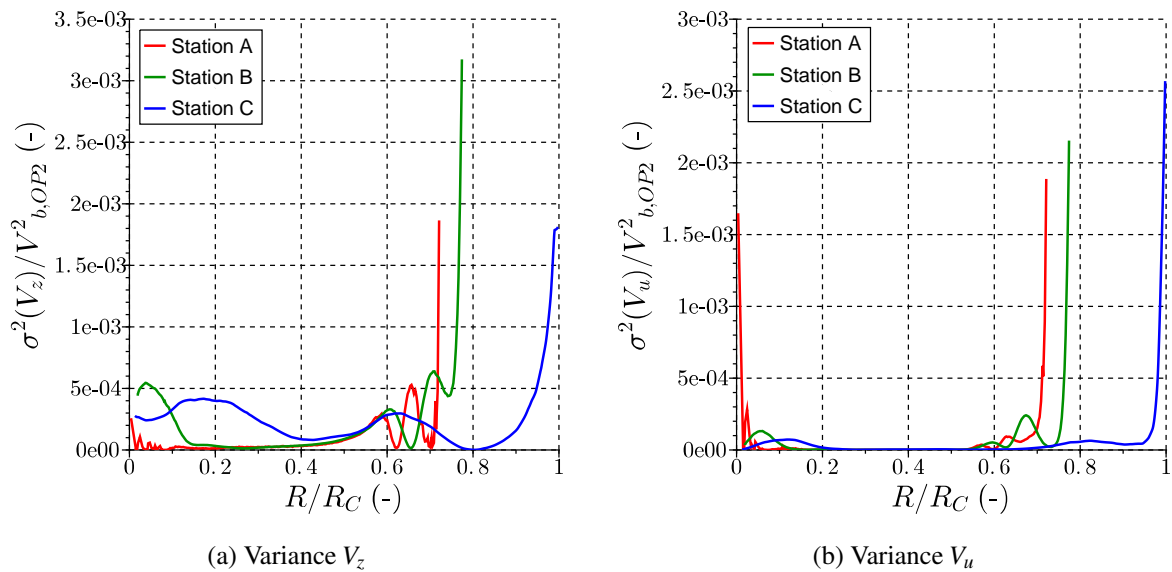 3.5e-03
3e-03
2.5e-03
2e-03
1.5e-03
1e-03
5e-04
0e00
σ²(V_z)/V²_{b,OP2} (-)
Station A
Station B
Station C
0 0.2 0.4 0.6 0.8 1
R/R_C (-)
(a) Variance V_z
3e-03
2.5e-03
2e-03
1.5e-03
1e-03
5e-04
0e00
σ²(V_u)/V²_{b,OP2} (-)
Station A
Station B
Station C
0 0.2 0.4 0.6 0.8 1
R/R_C (-)
(b) Variance V_u